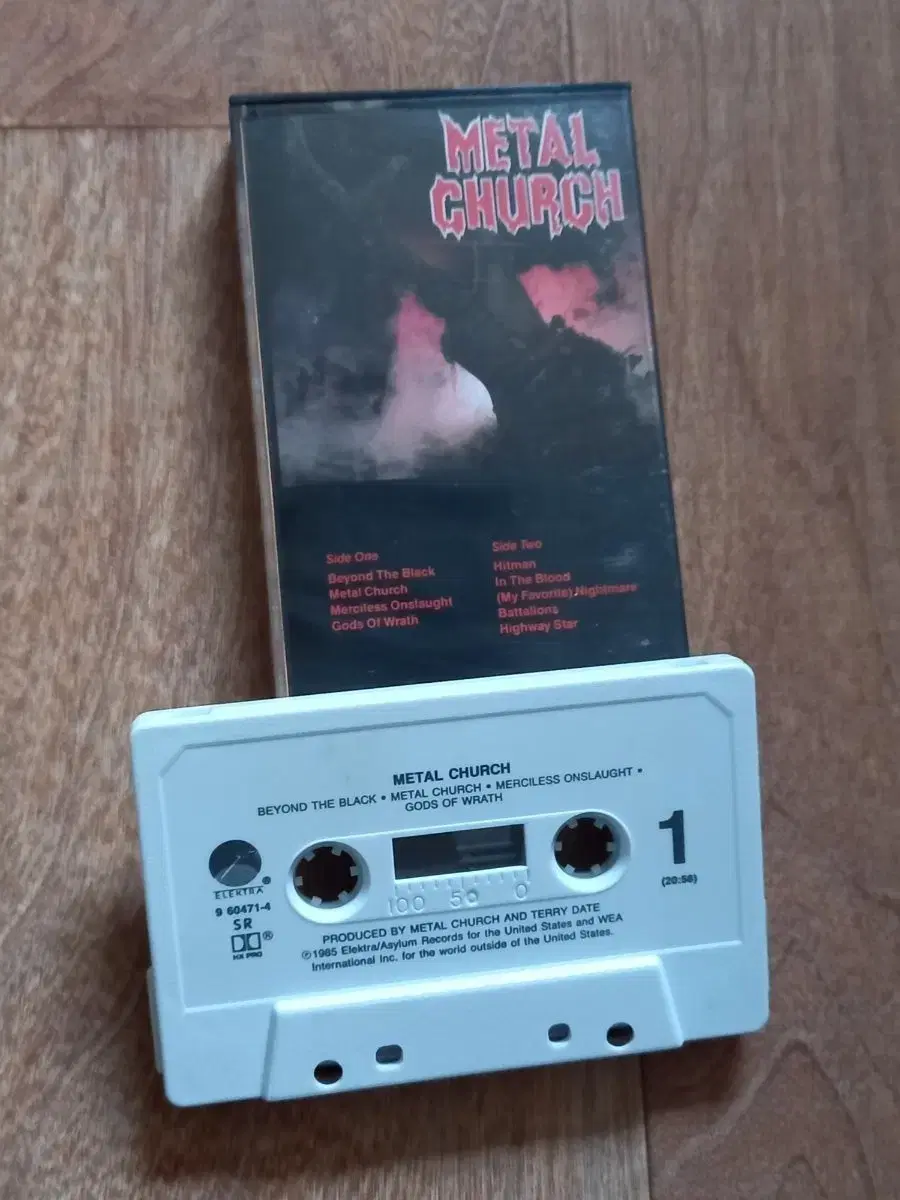 METAL
CHURCH
Side One
Beyond The Black
Metal Church
Merciless Onslaught
Gods Of Wrath
Side Two
Hitman
In The Blood
(My Favorite) Nightmare
Battalions
Highway Star
METAL CHURCH
BEYOND THE BLACK • METAL CHURCH • MERCILESS ONSLAUGHT •
GODS OF WRATH
ELEKTRA®
9 60471-4
SR
®
HX PRO
100 50 0
1
(20:58)
PRODUCED BY METAL CHURCH AND TERRY DATE
℗1985 Elektra/Asylum Records for the United States and WEA
International Inc. for the world outside of the United States.